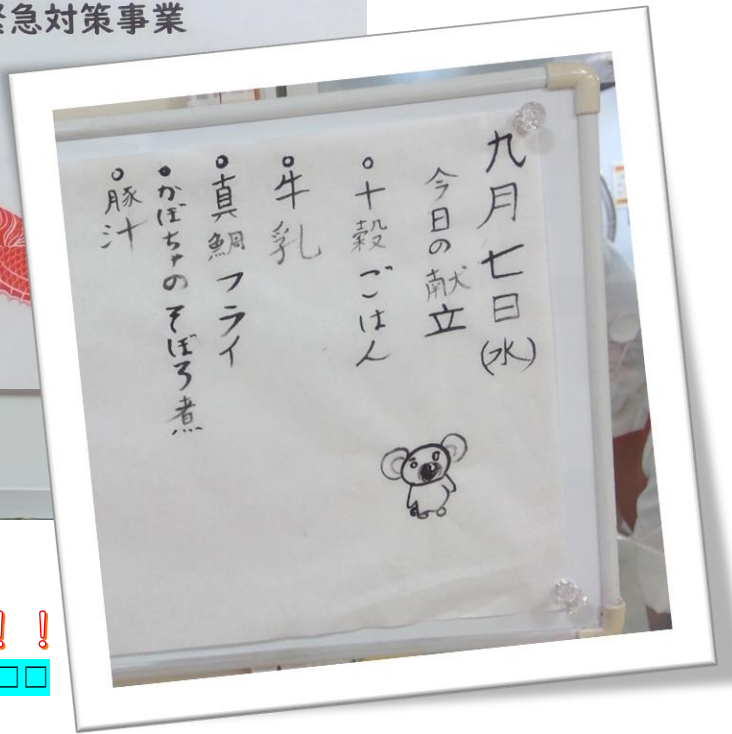 急対策事業
九月七日(水)
今日の献立
○十穀ごはん
○牛乳
○真鯛フライ
○かぼちゃのそぼろ煮
○豚汁
！！
□□